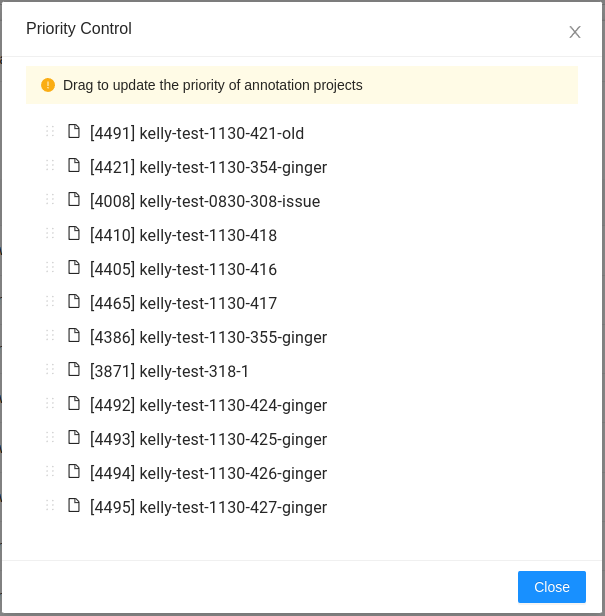 Priority Control
Drag to update the priority of annotation projects
[4491] kelly-test-1130-421-old
[4421] kelly-test-1130-354-ginger
[4008] kelly-test-0830-308-issue
[4410] kelly-test-1130-418
[4405] kelly-test-1130-416
[4465] kelly-test-1130-417
[4386] kelly-test-1130-355-ginger
[3871] kelly-test-318-1
[4492] kelly-test-1130-424-ginger
[4493] kelly-test-1130-425-ginger
[4494] kelly-test-1130-426-ginger
[4495] kelly-test-1130-427-ginger
Close